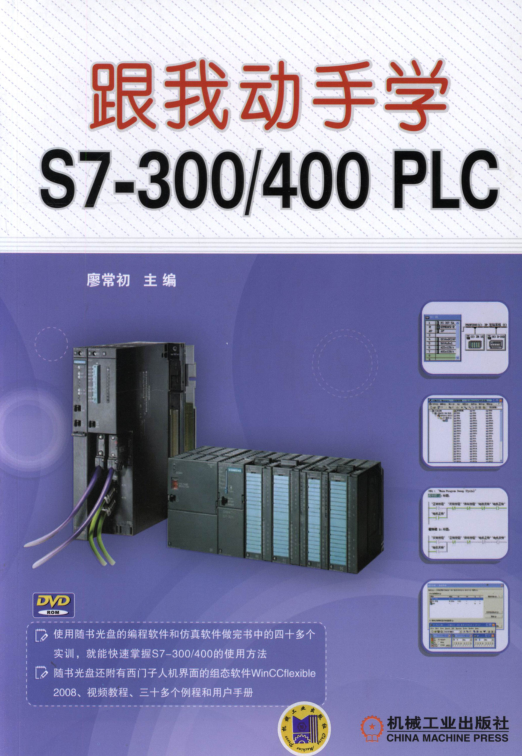 跟我动手学
S7-300/400 PLC
廖常初 主编
DVD
ROM
使用随书光盘的编程软件和仿真软件做完书中的四十多个
实训，就能快速掌握S7-300/400的使用方法
随书光盘还附有西门子人机界面的组态软件WinCCflexible
2008、视频教程、三十多个例程和用户手册
机械工业出版社
CHINA MACHINE PRESS